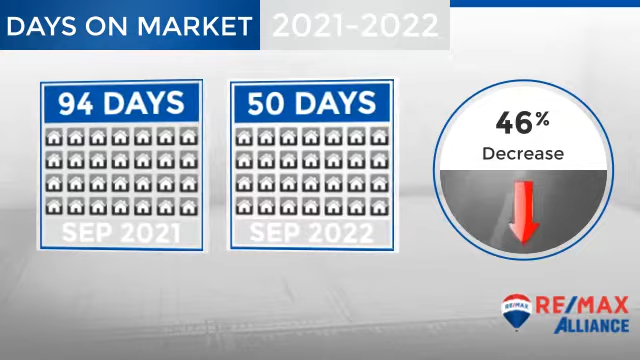 DAYS ON MARKET 2021-2022
94 DAYS
SEP 2021
50 DAYS
SEP 2022
46%
Decrease
RE/MAX
RE/MAX
ALLIANCE